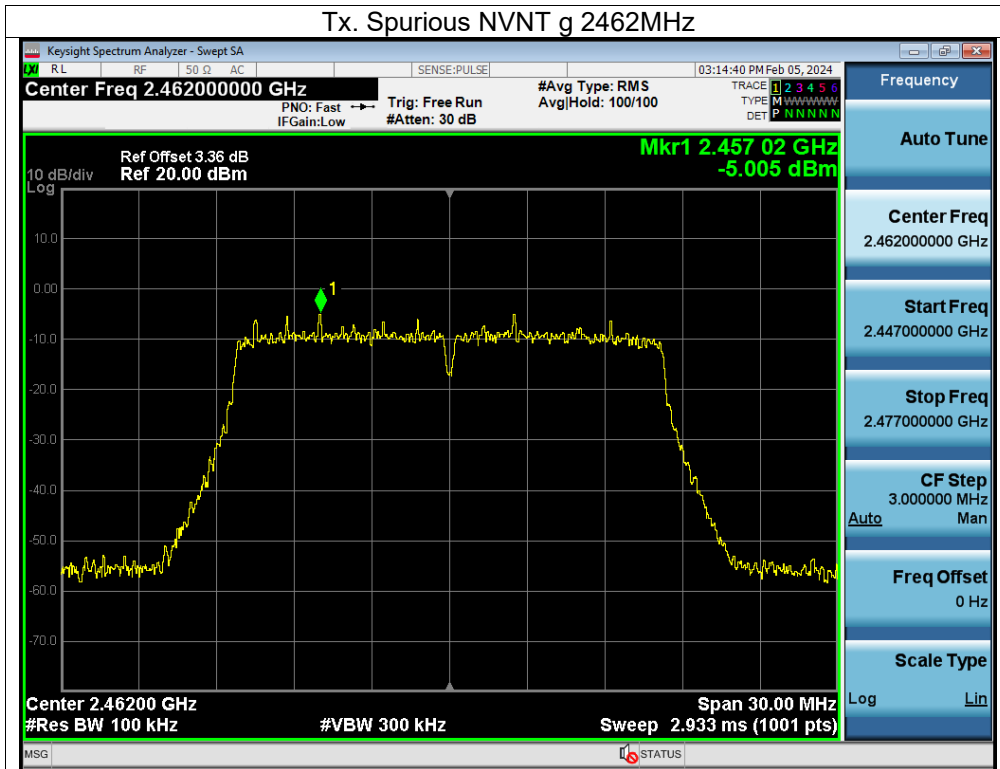 Tx. Spurious NVNT g 2462MHz
Keysight Spectrum Analyzer - Swept SA
LXI RL RF 50 Ω AC SENSE:PULSE 03:14:40 PM Feb 05, 2024
Center Freq 2.462000000 GHz
PNO: Fast
IFGain:Low
Trig: Free Run
#Atten: 30 dB
#Avg Type: RMS
Avg|Hold: 100/100
TRACE 1 2 3 4 5 6
TYPE M W W W W W
DET P N N N N N
Ref Offset 3.36 dB
10 dB/div Ref 20.00 dBm
Log
Mkr1 2.457 02 GHz
-5.005 dBm
10.0
0.00
-10.0
-20.0
-30.0
-40.0
-50.0
-60.0
-70.0
1
Center 2.46200 GHz Span 30.00 MHz
#Res BW 100 kHz #VBW 300 kHz Sweep 2.933 ms (1001 pts)
MSG STATUS
Frequency
Auto Tune
Center Freq
2.462000000 GHz
Start Freq
2.447000000 GHz
Stop Freq
2.477000000 GHz
CF Step
3.000000 MHz
Auto Man
Freq Offset
0 Hz
Scale Type
Log Lin